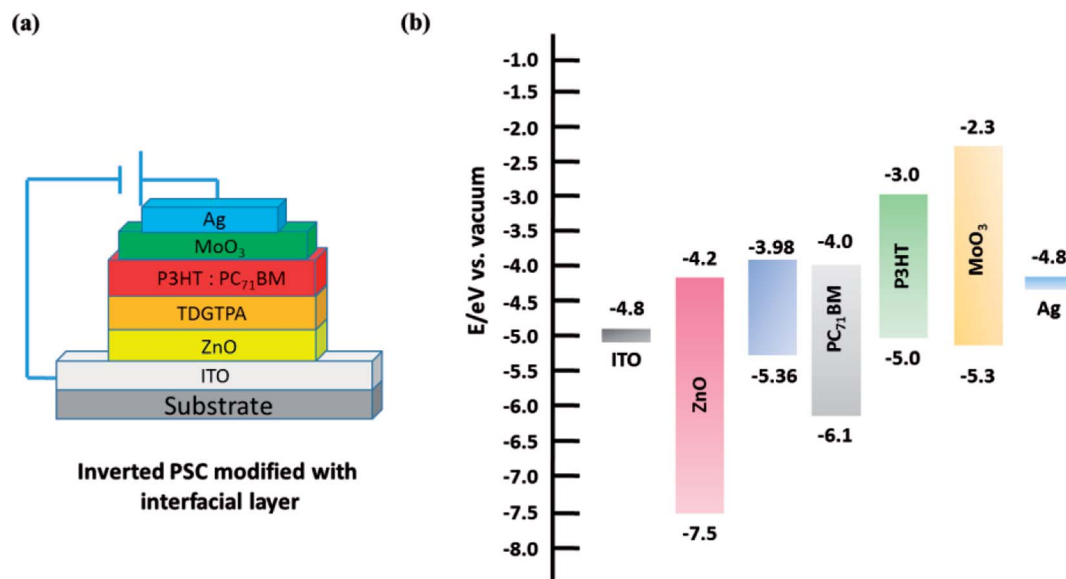 (a)
Ag
MoO₃
P3HT : PC₇₁BM
TDGTPA
ZnO
ITO
Substrate
Inverted PSC modified with
interfacial layer
(b)
E/eV vs. vacuum
-1.0
-1.5
-2.0
-2.5
-3.0
-3.5
-4.0
-4.5
-5.0
-5.5
-6.0
-6.5
-7.0
-7.5
-8.0
-4.8
ITO
-4.2
ZnO
-7.5
-3.98
-5.36
-4.0
PC₇₁BM
-6.1
-3.0
P3HT
-5.0
-2.3
MoO₃
-5.3
-4.8
Ag